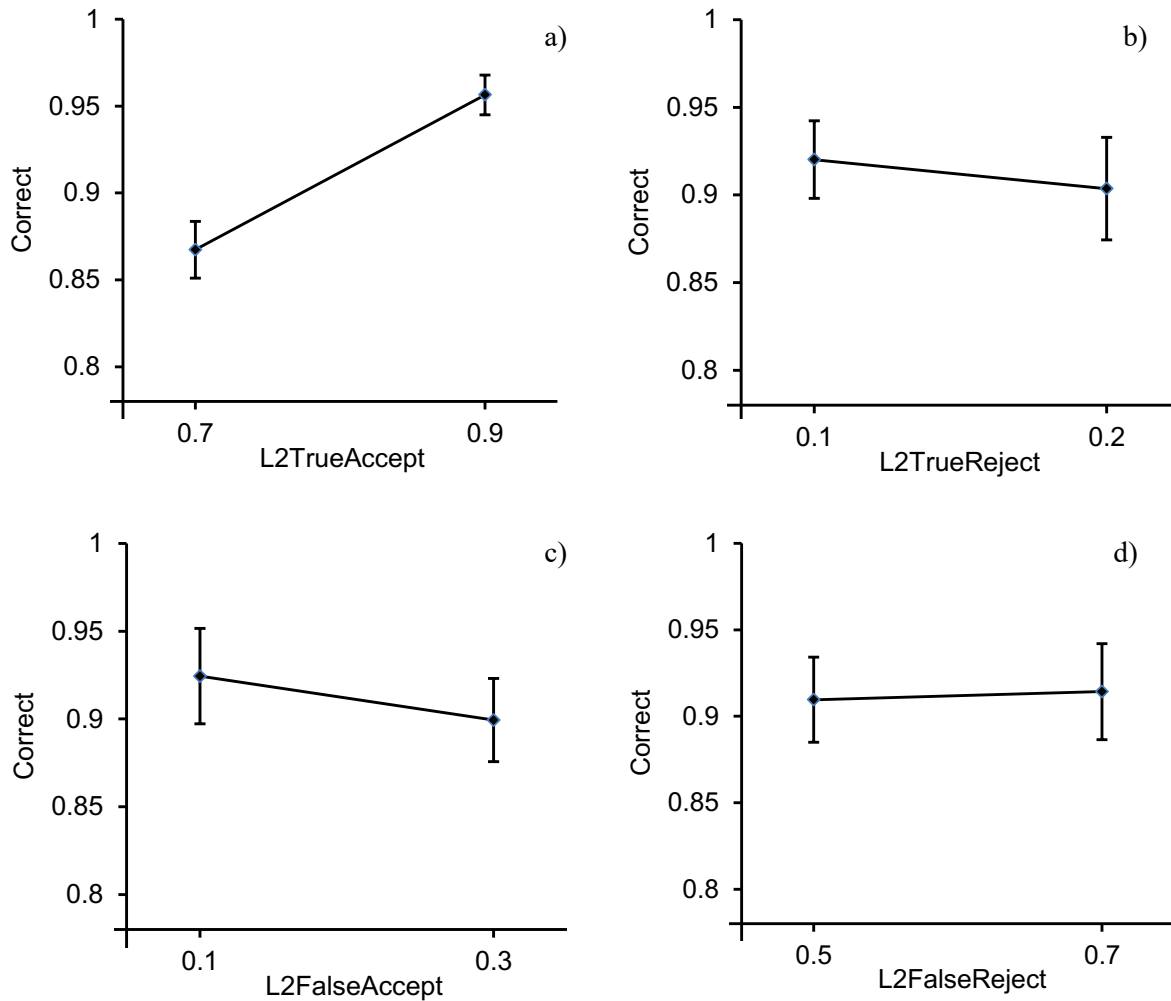 a)
1
0.95
0.9
0.85
0.8
Correct
0.7 0.9
L2TrueAccept
b)
1
0.95
0.9
0.85
0.8
Correct
0.1 0.2
L2TrueReject
c)
1
0.95
0.9
0.85
0.8
Correct
0.1 0.3
L2FalseAccept
d)
1
0.95
0.9
0.85
0.8
Correct
0.5 0.7
L2FalseReject